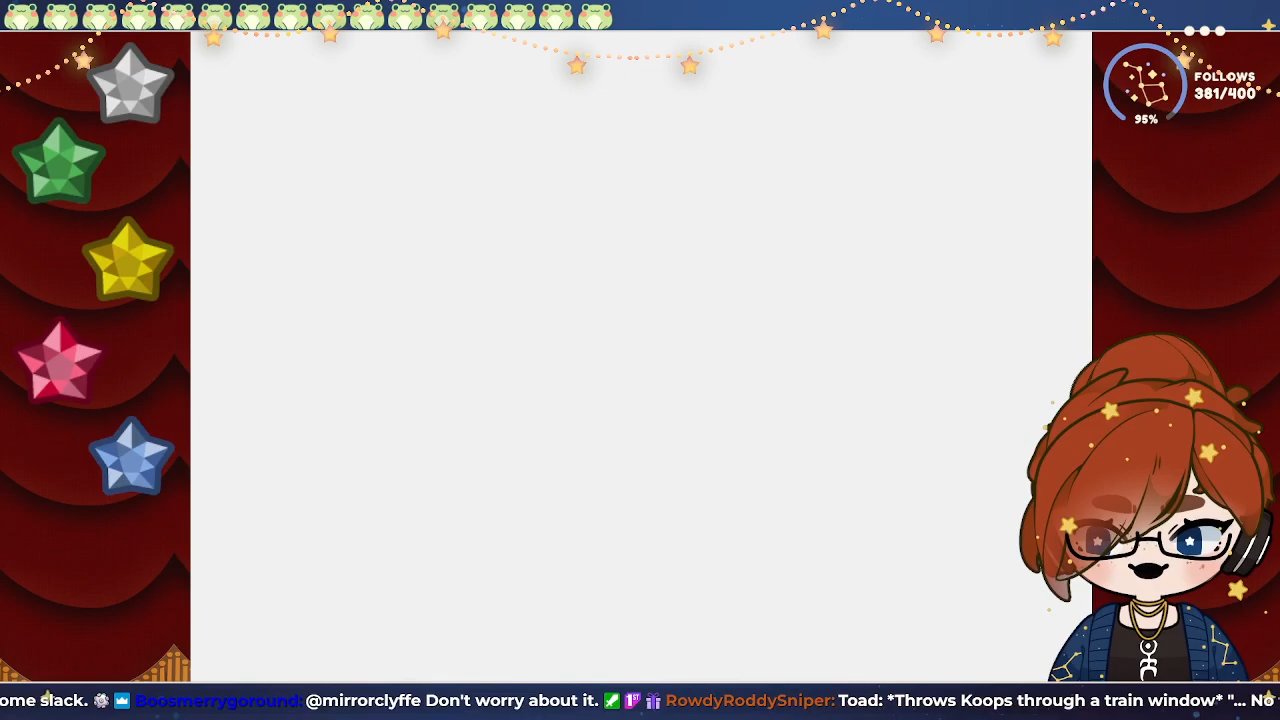 FOLLOWS
381/400
95%
ome slack. Boosmerrygoround: @mirrorclyffe Don't worry about it. RowdyRoddySniper: Toad: *Throws Koops through a train window* "... No